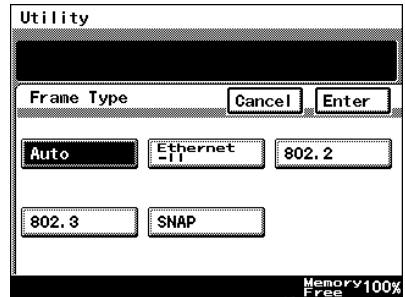 Utility
Frame Type
Cancel
Enter
Auto
Ethernet
-II
802.2
802.3
SNAP
Memory
Free 100%